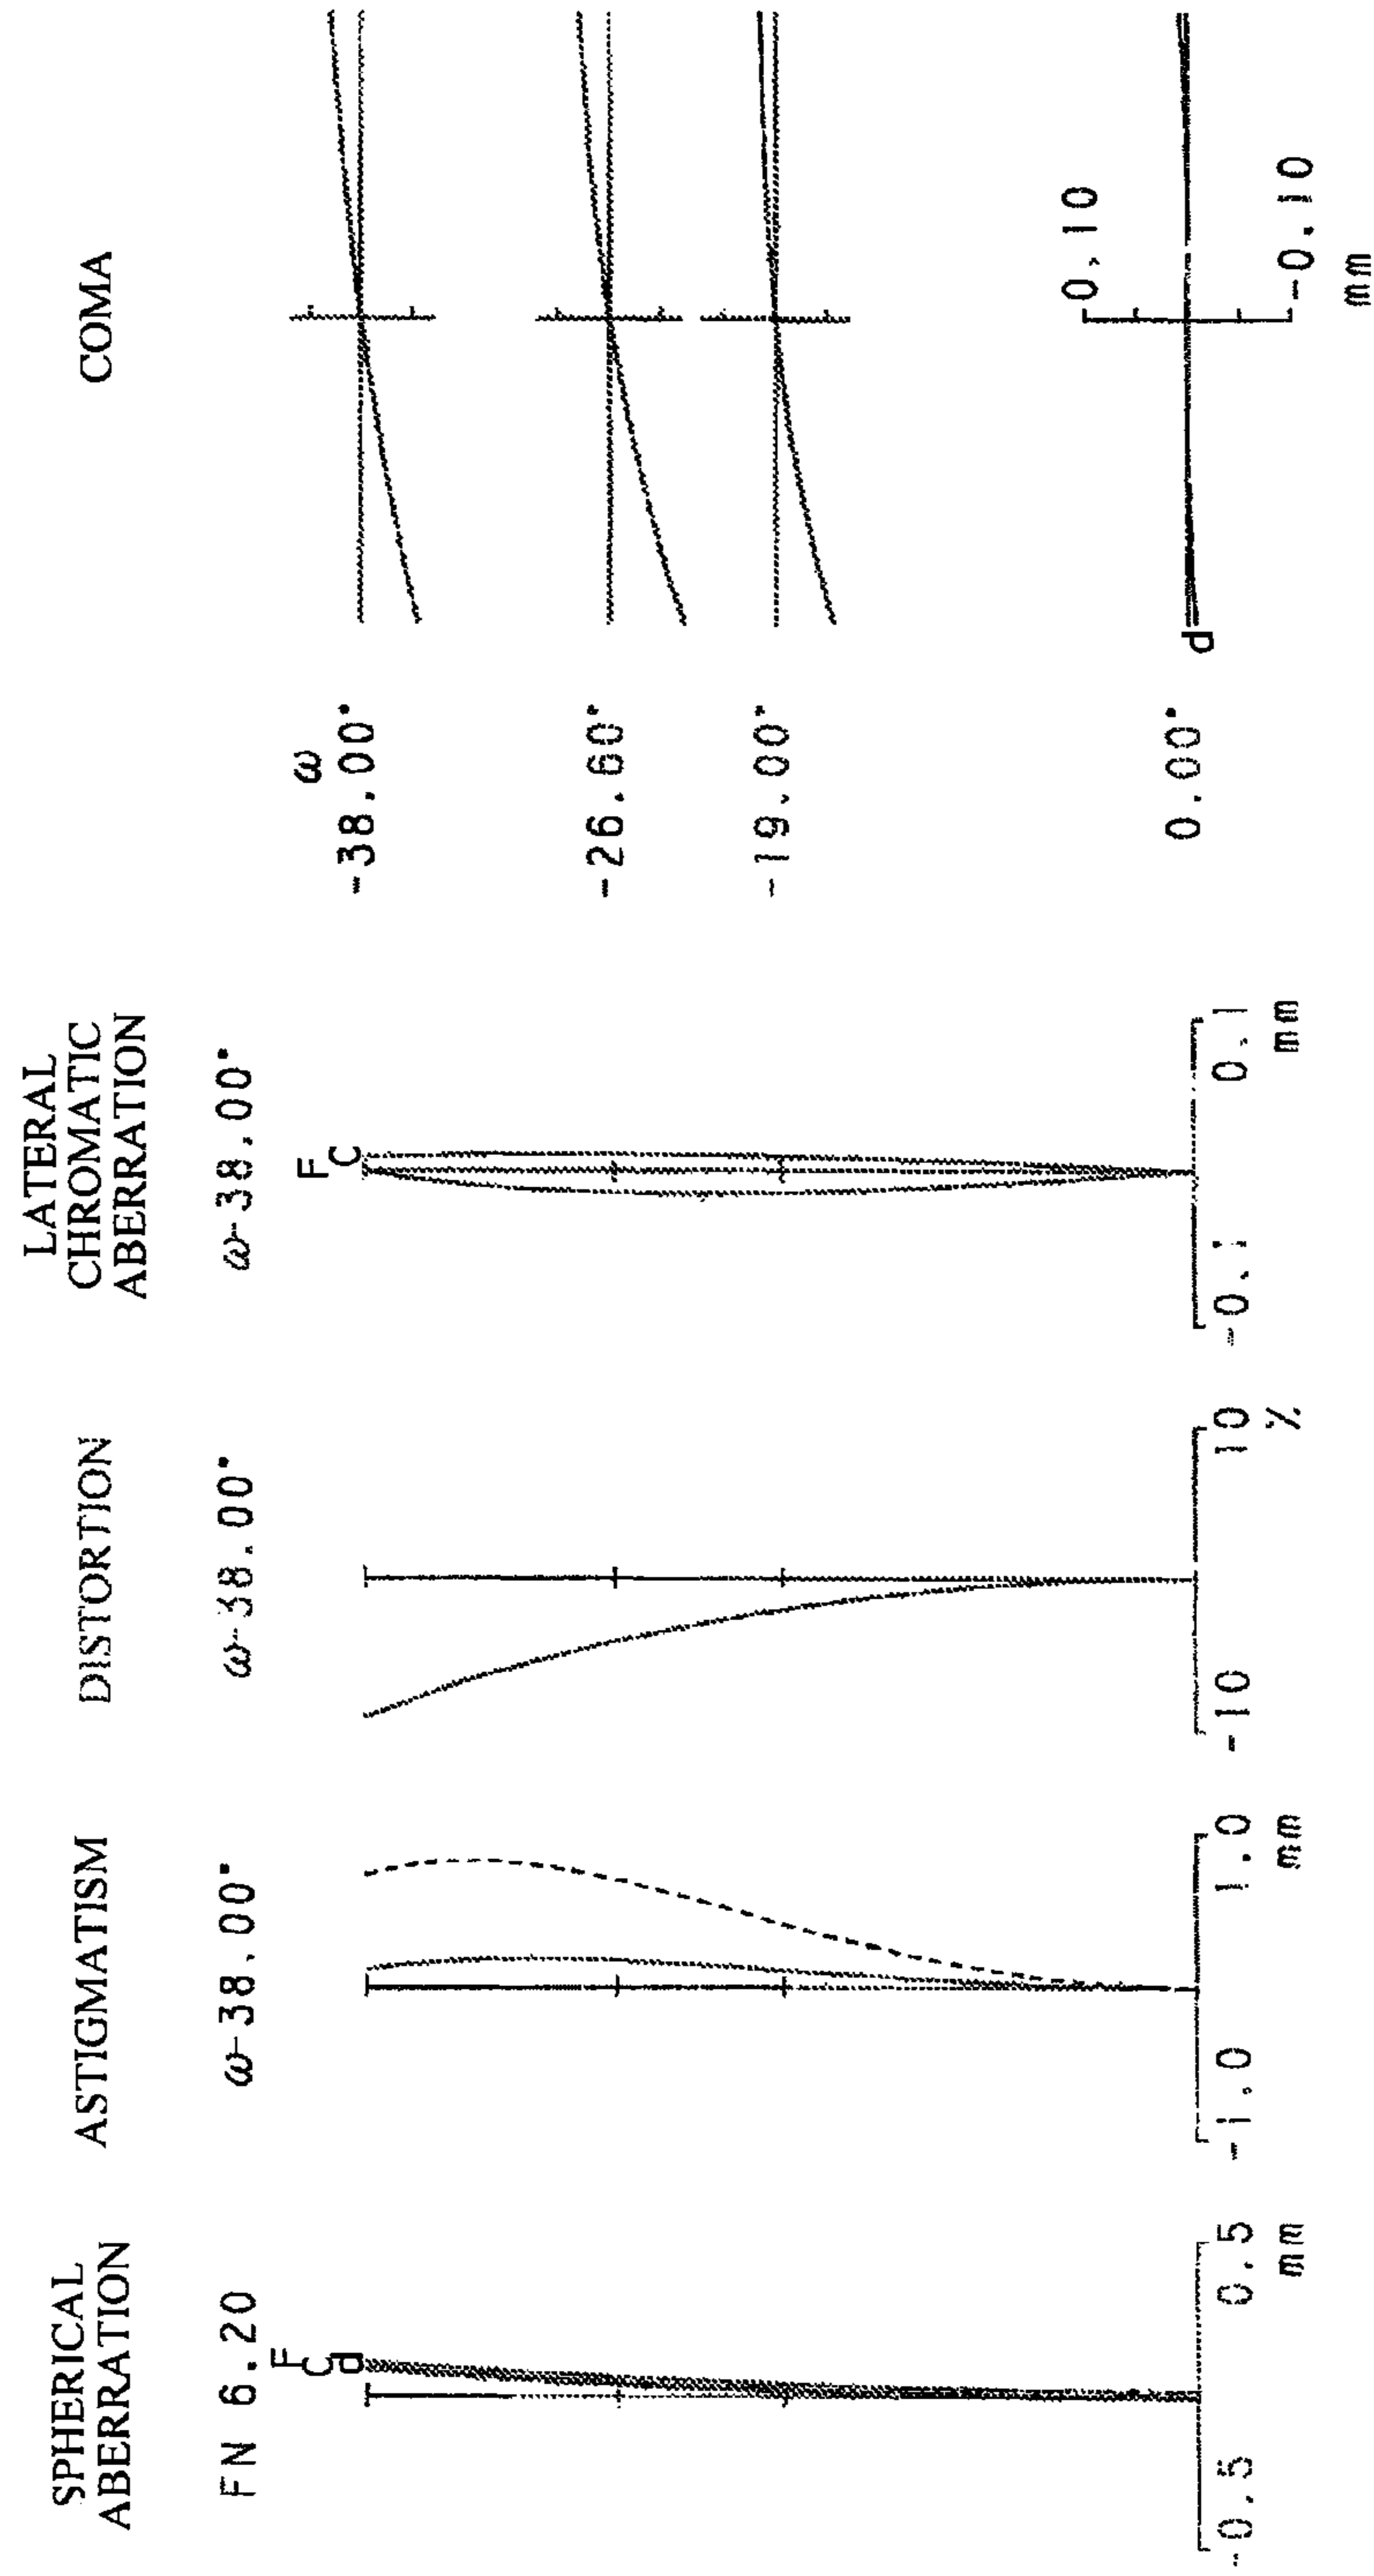 SPHERICAL
ABERRATION
FN 6.20
F
C
d
-0.5
0.5
mm
ASTIGMATISM
ω-38.00°
-1.0
1.0
mm
DISTORTION
ω-38.00°
-10
10
%
LATERAL
CHROMATIC
ABERRATION
ω-38.00°
F
C
-0.1
0.1
mm
COMA
ω
-38.00°
-26.60°
-19.00°
0.00°
d
0.10
-0.10
mm